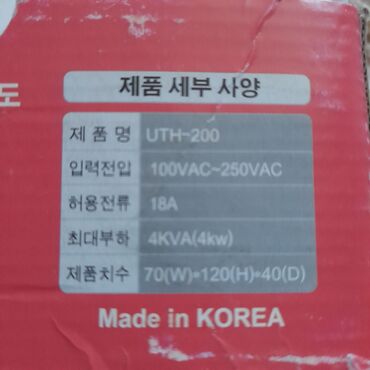 도
제품 세부 사양
제 품 명 UTH-200
입력전압 100VAC~250VAC
허용전류 18A
최대부하 4KVA(4kw)
제품치수 70(W)*120(H)*40(D)
Made in KOREA